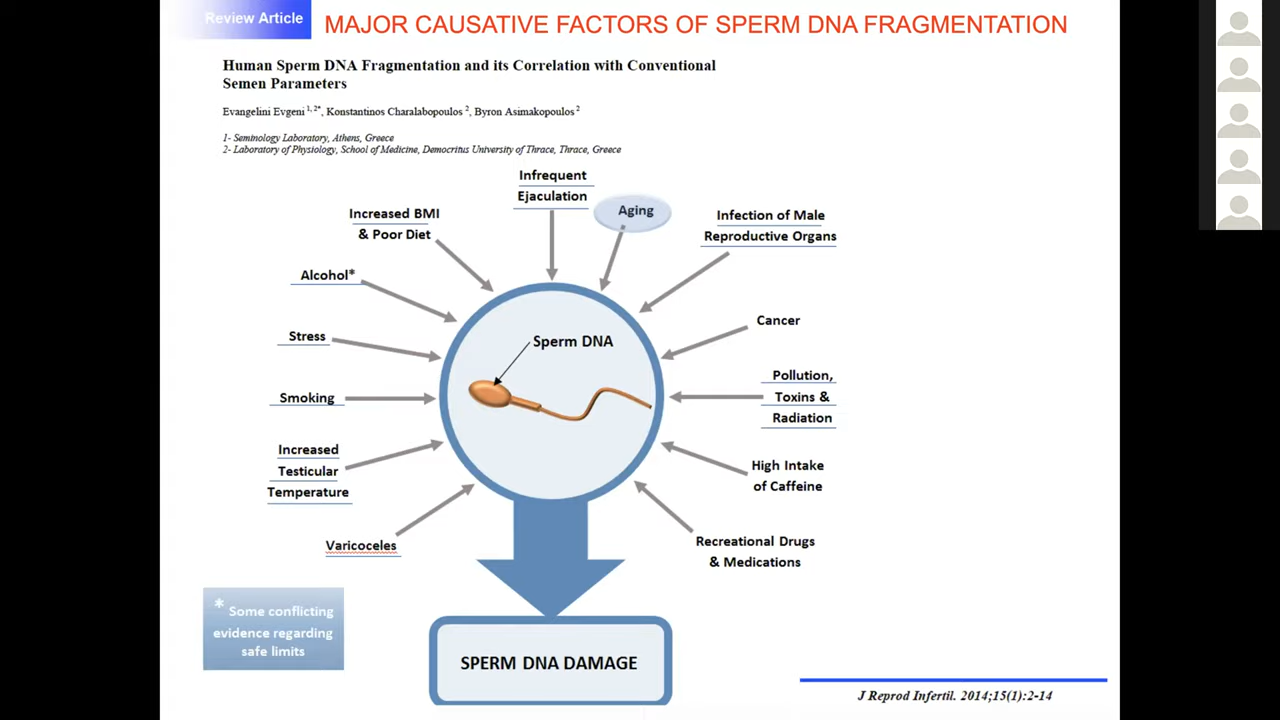 Review Article
MAJOR CAUSATIVE FACTORS OF SPERM DNA FRAGMENTATION
Human Sperm DNA Fragmentation and its Correlation with Conventional
Semen Parameters
Evangelini Evgeni 1, 2*, Konstantinos Charalabopoulos 2, Byron Asimakopoulos 2
1- Seminology Laboratory, Athens, Greece
2- Laboratory of Physiology, School of Medicine, Democritus University of Thrace, Thrace, Greece
Infrequent
Ejaculation
Aging
Increased BMI
& Poor Diet
Infection of Male
Reproductive Organs
Alcohol*
Cancer
Stress
Sperm DNA
Pollution,
Toxins &
Radiation
Smoking
Increased
Testicular
Temperature
High Intake
of Caffeine
Varicoceles
Recreational Drugs
& Medications
* Some conflicting
evidence regarding
safe limits
SPERM DNA DAMAGE
J Reprod Infertil. 2014;15(1):2-14